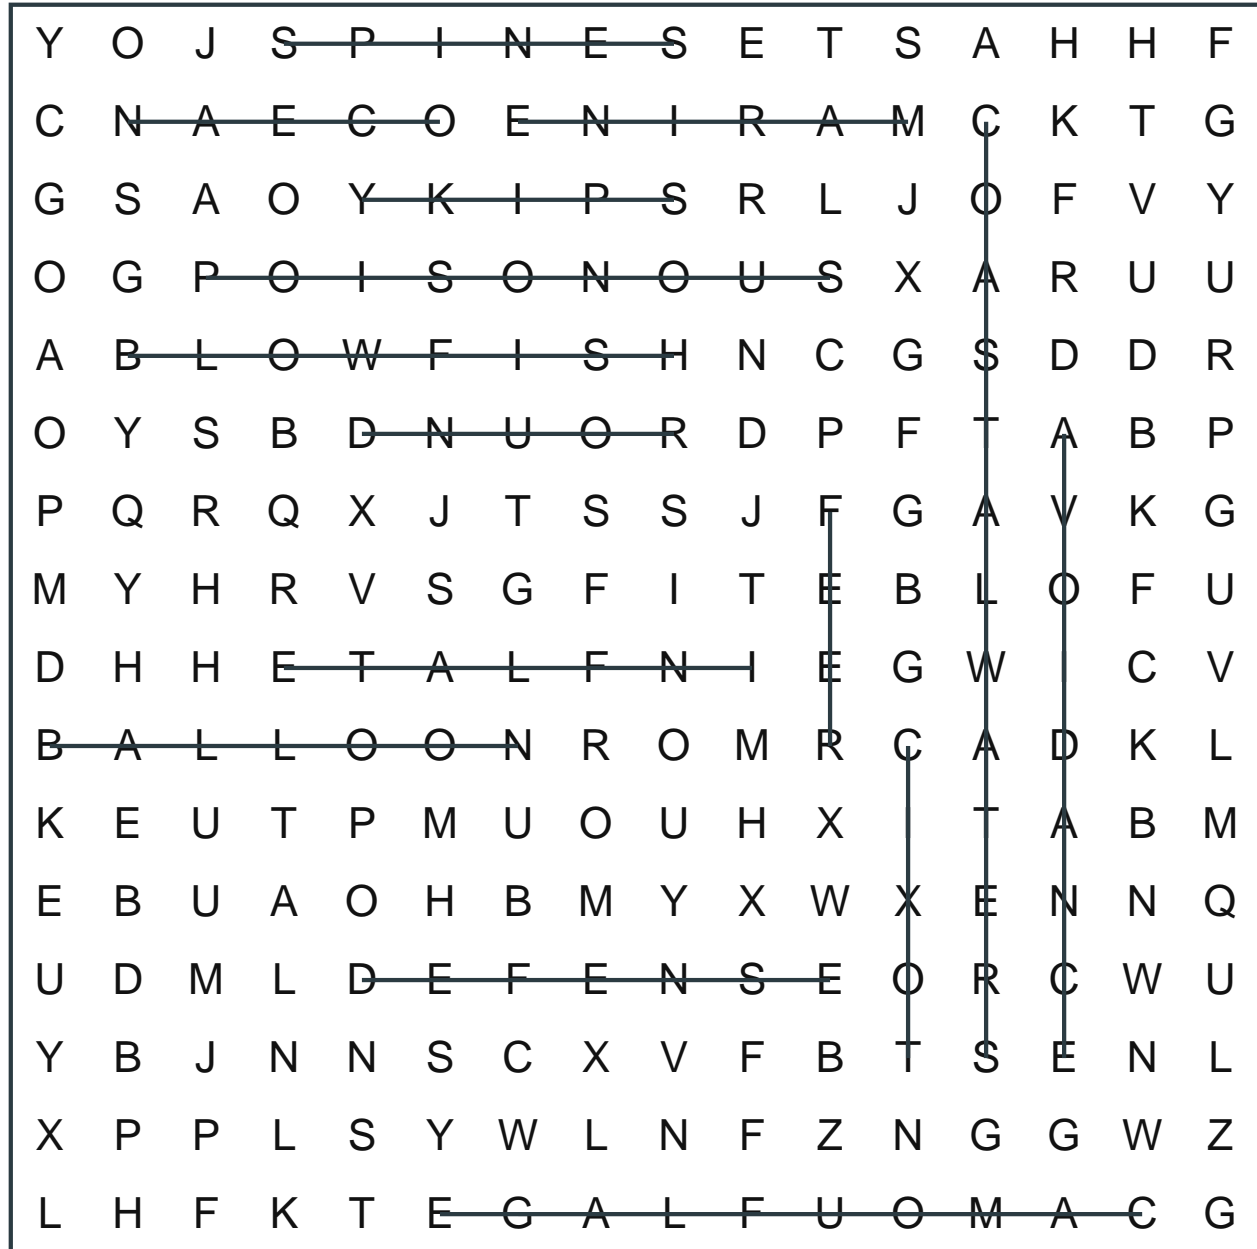 Y O J S P I N E S E T S A H H F
C N A E C O E N I R A M C K T G
G S A O Y K I P S R L J O F V Y
O G P O I S O N O U S X A R U U
A B L O W F I S H N C G S D D R
O Y S B D N U O R D P F T A B P
P Q R Q X J T S S J F G A V K G
M Y H R V S G F I T E B L O F U
D H H E T A L F N I E G W I C V
B A L L O O N R O M R C A D K L
K E U T P M U O U H X I T A B M
E B U A O H B M Y X W X E N N Q
U D M L D E F E N S E O R C W U
Y B J N N S C X V F B T S E N L
X P P L S Y W L N F Z N G G W Z
L H F K T E G A L F U O M A C G